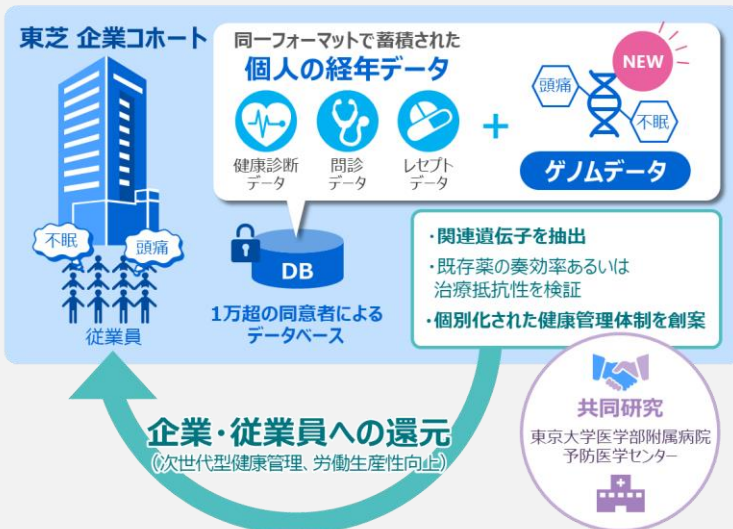 東芝 企業コホート
同一フォーマットで蓄積された
個人の経年データ
健康診断
データ
問診
データ
レセプト
データ
+
NEW
頭痛
不眠
ゲノムデータ
不眠
頭痛
従業員
DB
1万超の同意者による
データベース
・関連遺伝子を抽出
・既存薬の奏効率あるいは
治療抵抗性を検証
・個別化された健康管理体制を創案
企業・従業員への還元
(次世代型健康管理、労働生産性向上)
共同研究
東京大学医学部附属病院
予防医学センター